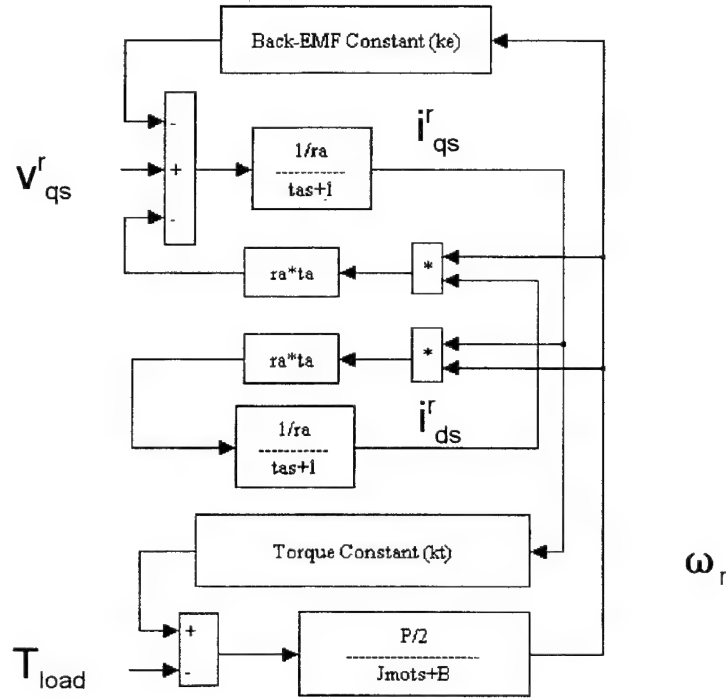 Back-EMF Constant (ke)
-
+
-
v^r_qs
1/ra
tas+1
i^r_qs
ra*ta
*
ra*ta
*
1/ra
tas+1
i^r_ds
Torque Constant (kt)
ω_r
+
-
T_load
P/2
Jmots+B